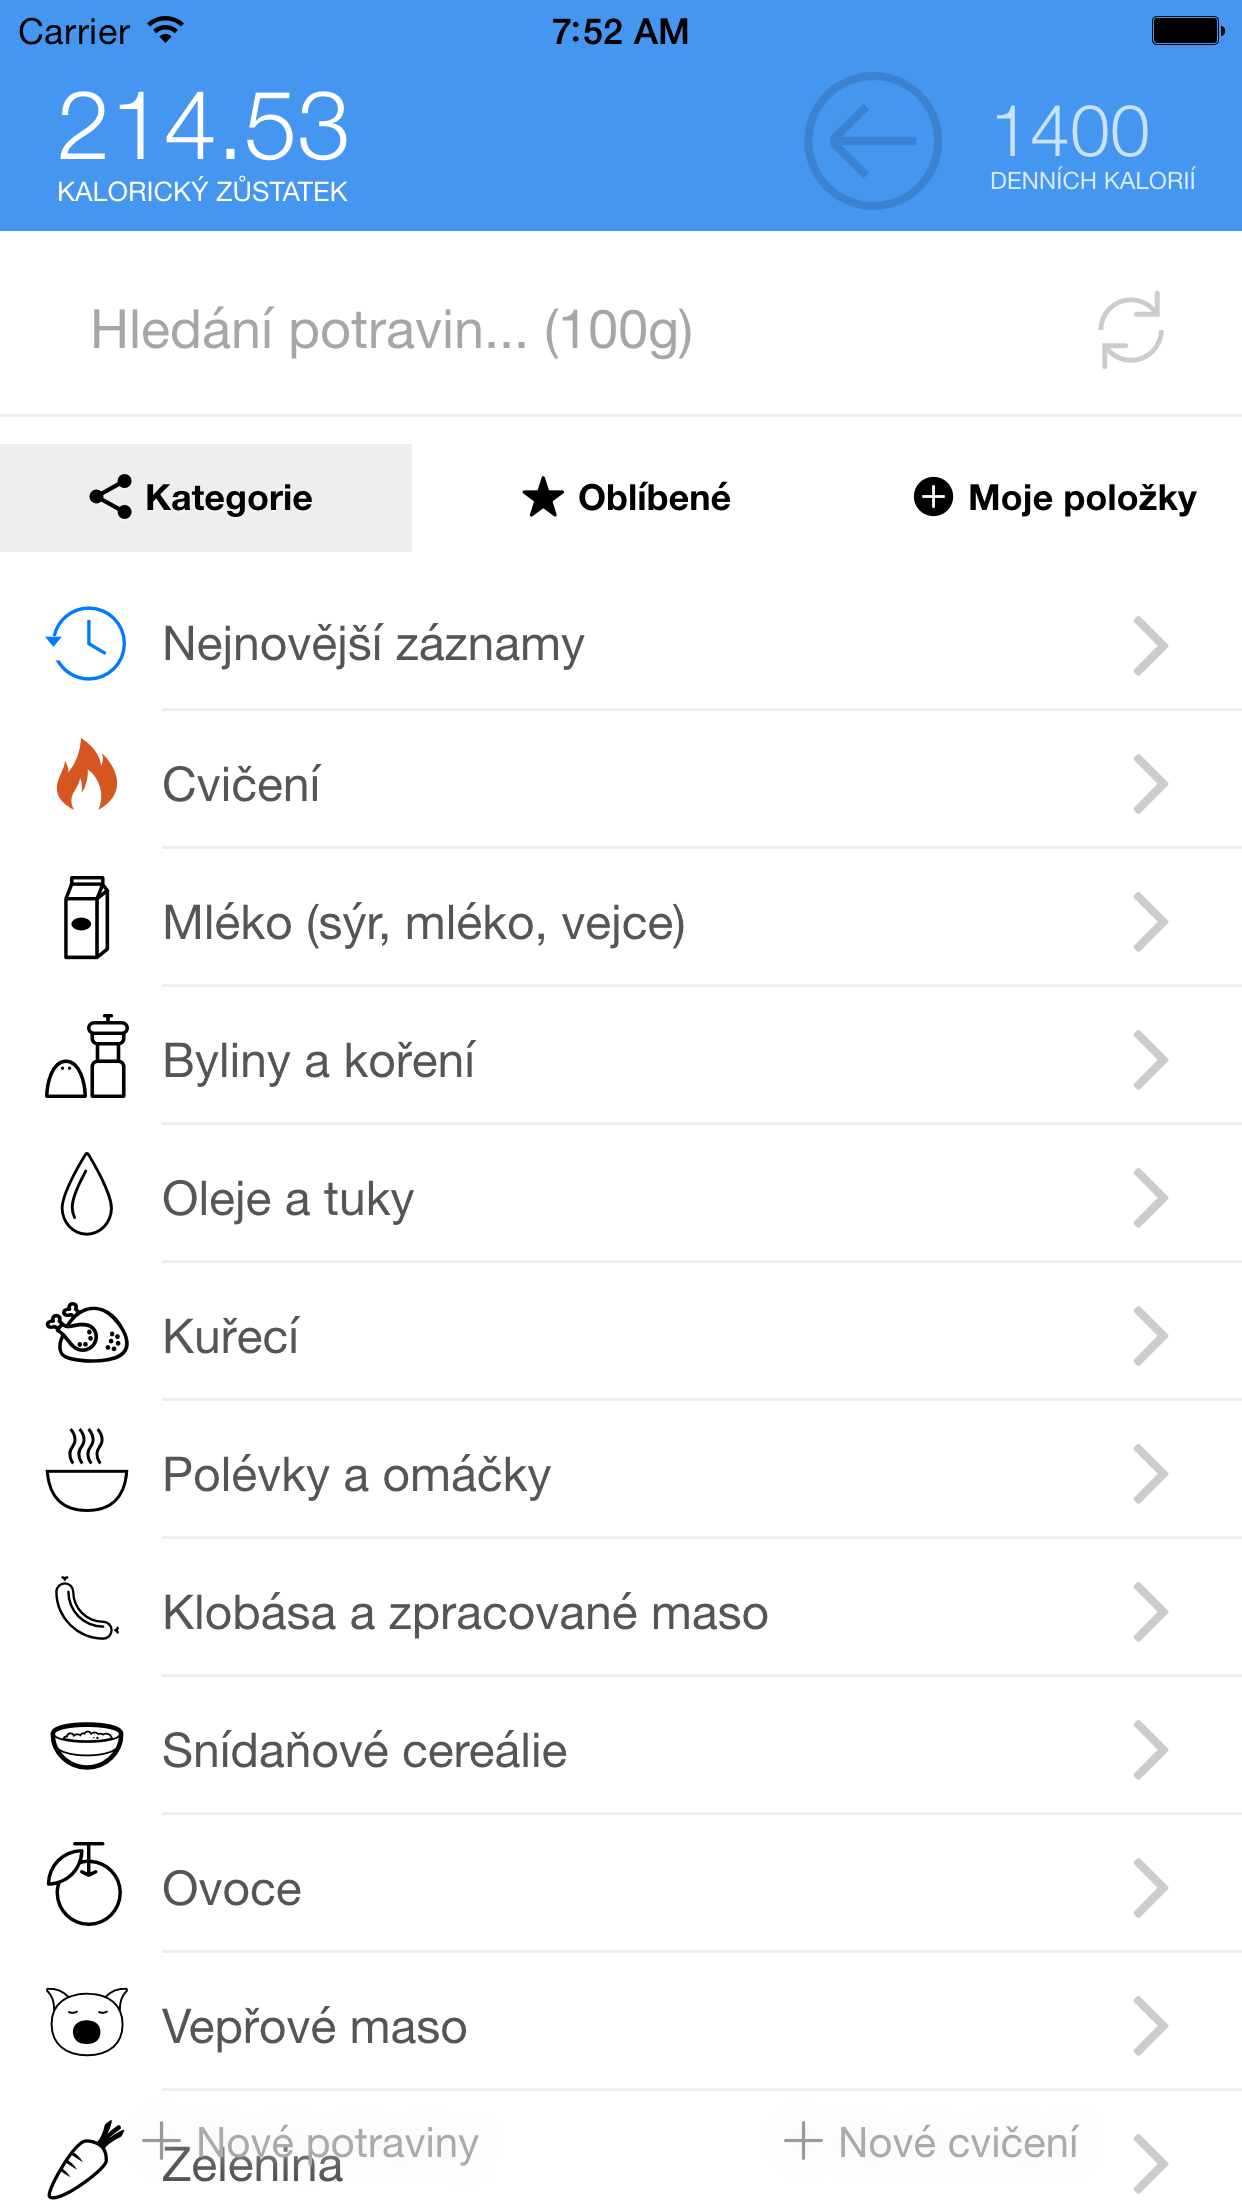 Carrier 7:52 AM
214.53 1400
KALORICKÝ ZŮSTATEK DENNÍCH KALORIÍ
Hledání potravin... (100g)
Kategorie Oblíbené Moje položky
Nejnovější záznamy
Cvičení
Mléko (sýr, mléko, vejce)
Byliny a koření
Oleje a tuky
Kuřecí
Polévky a omáčky
Klobása a zpracované maso
Snídaňové cereálie
Ovoce
Vepřové maso
Nové potraviny Nové cvičení
Zelenina